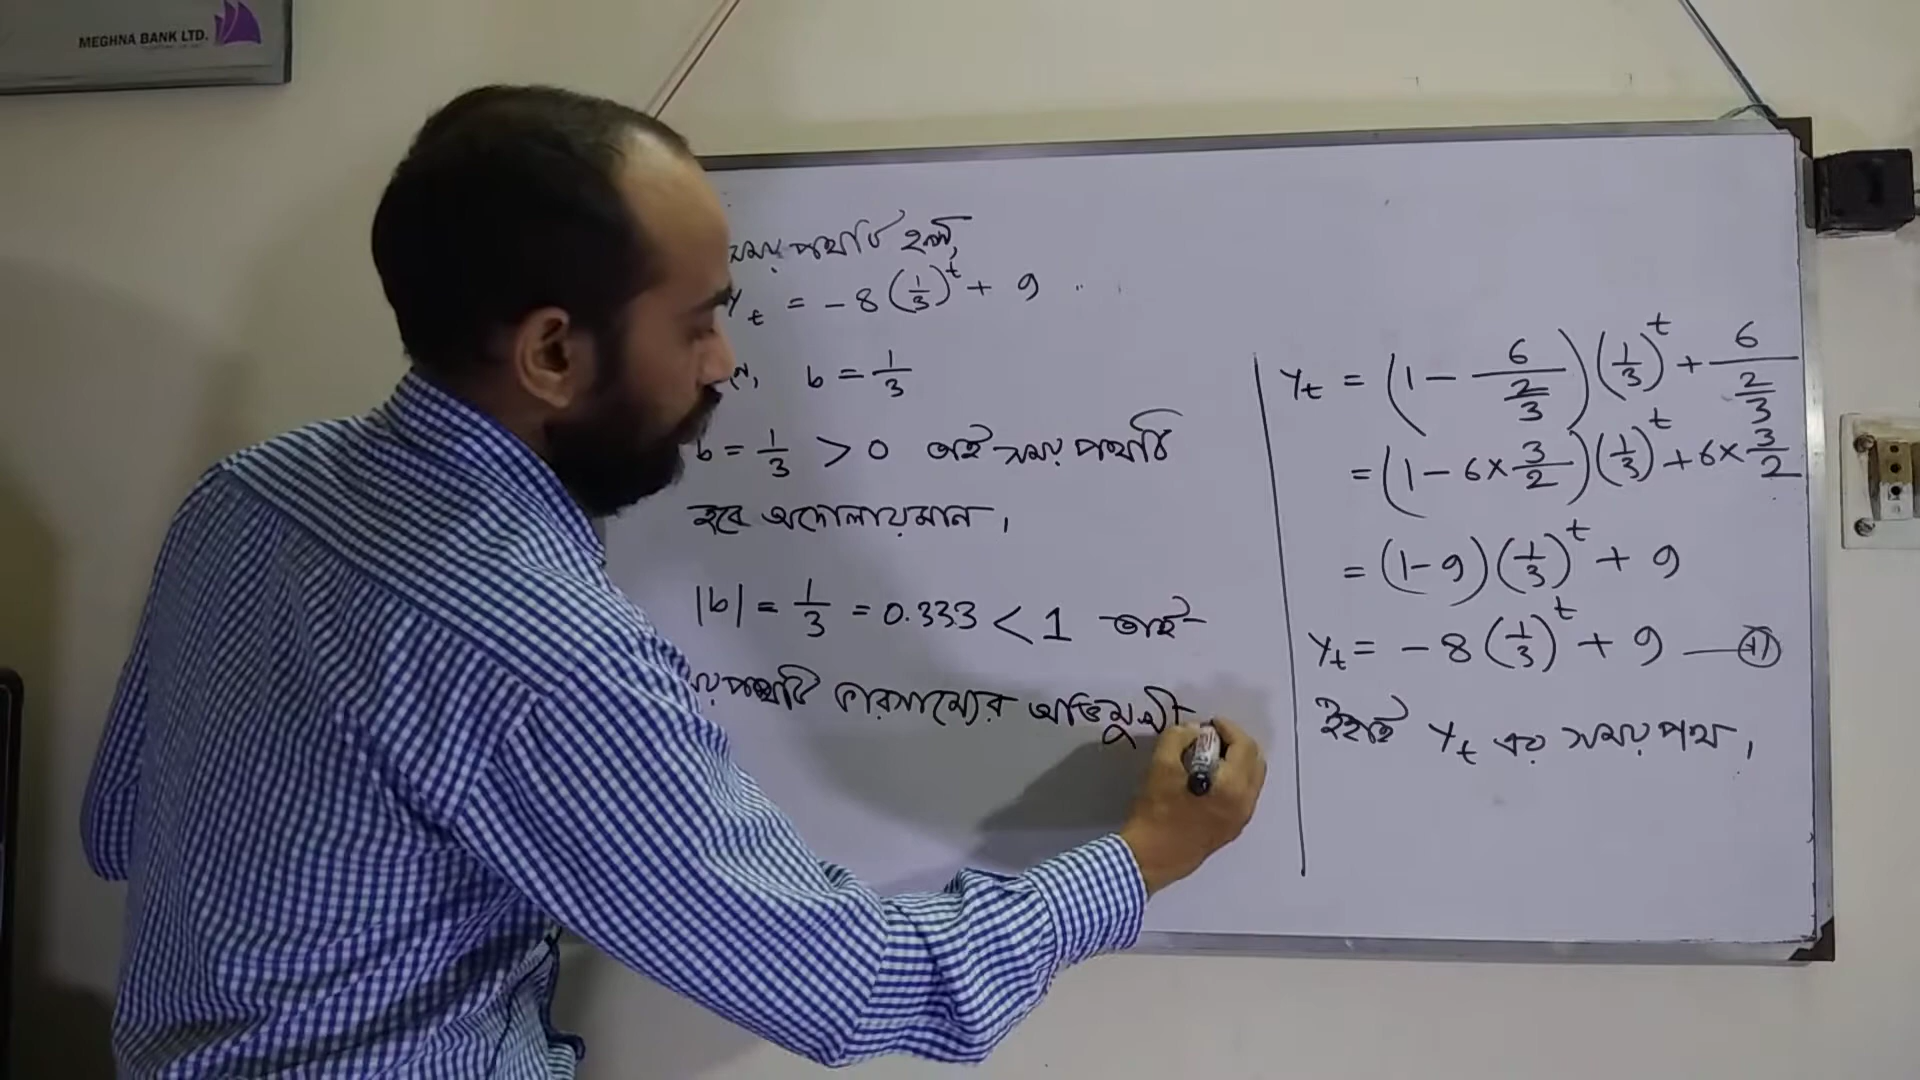 MEGHNA BANK LTD.
সময় পথটি হল,
Y_t = -8(1/3)^t + 9
b = 1/3
b = 1/3 > 0 তাই সময় পথটি
হবে অদোলায়মান।
|b| = 1/3 = 0.333 < 1 তাই
পথটি ভারসাম্যের অভিমুখী
Y_t = (1 - 6/(2/3))(1/3)^t + 6/(2/3)
= (1 - 6×3/2)(1/3)^t + 6×3/2
= (1-9)(1/3)^t + 9
Y_t = -8(1/3)^t + 9
ইহাই Y_t এর সময় পথ।